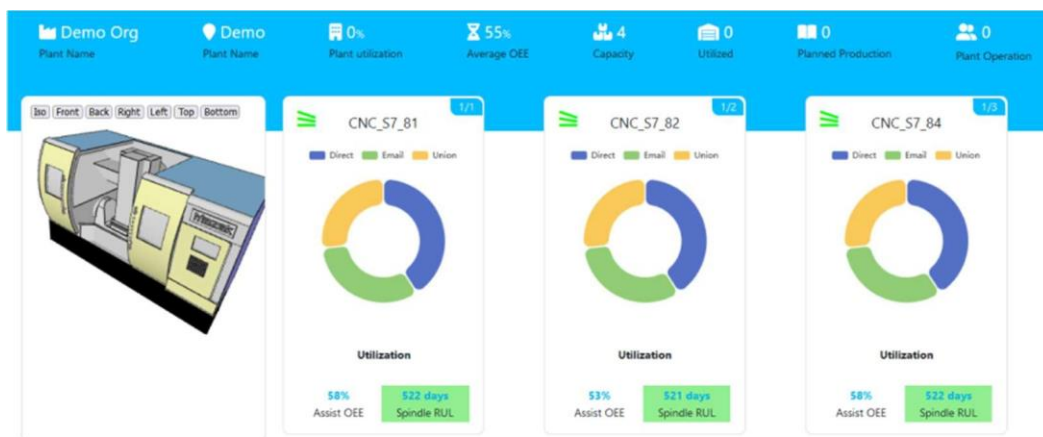 Demo Org
Plant Name
Demo
Plant Name
0%
Plant utilization
55%
Average OEE
4
Capacity
0
Utilized
0
Planned Production
0
Plant Operation
Iso Front Back Right Left Top Bottom
1/1
CNC_S7_81
Direct Email Union
Utilization
58%
Assist OEE
522 days
Spindle RUL
1/2
CNC_S7_82
Direct Email Union
Utilization
53%
Assist OEE
521 days
Spindle RUL
1/3
CNC_S7_84
Direct Email Union
Utilization
58%
Assist OEE
522 days
Spindle RUL